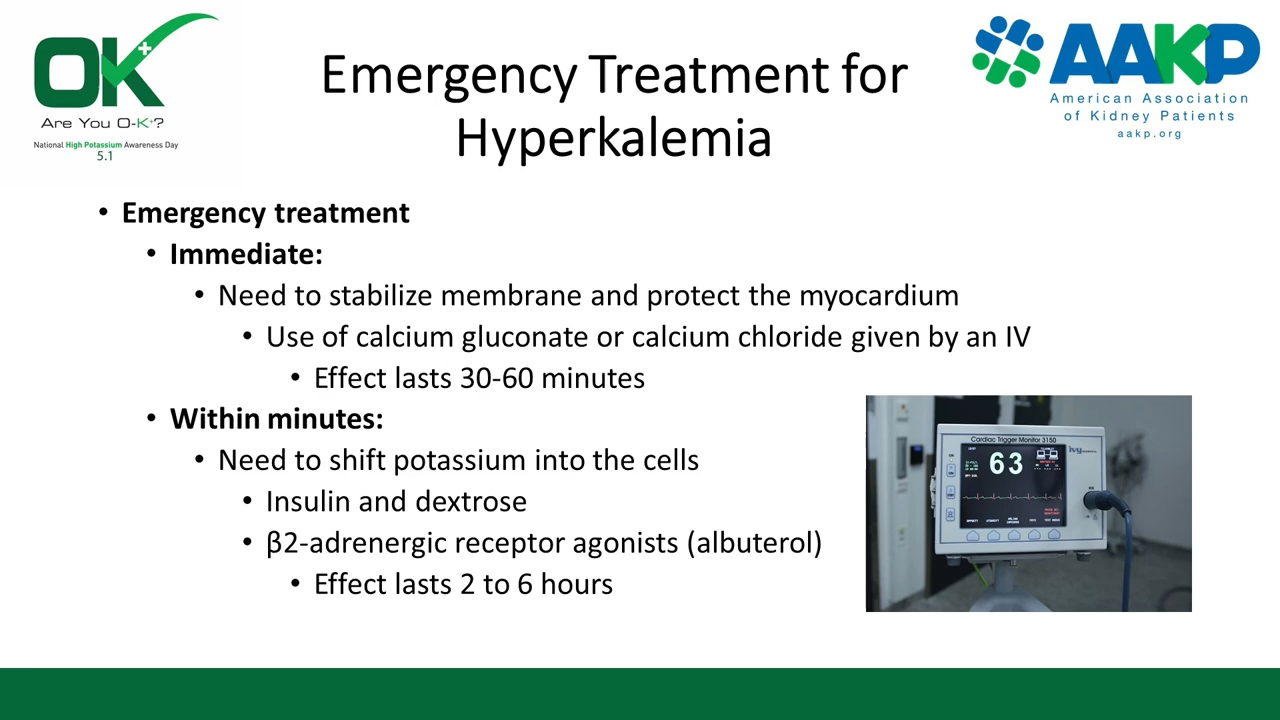 OK+
Are You O-K+?
National High Potassium Awareness Day
5.1
Emergency Treatment for
Hyperkalemia
AAKP
American Association
of Kidney Patients
aakp.org
• Emergency treatment
• Immediate:
• Need to stabilize membrane and protect the myocardium
• Use of calcium gluconate or calcium chloride given by an IV
• Effect lasts 30-60 minutes
• Within minutes:
• Need to shift potassium into the cells
• Insulin and dextrose
• β2-adrenergic receptor agonists (albuterol)
• Effect lasts 2 to 6 hours
Cardiac Trigger Monitor 3150
63
ivy